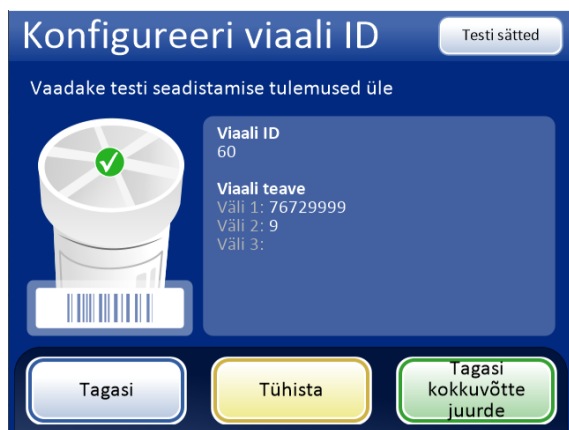 Konfigureeri viaali ID
Testi sätted
Vaadake testi seadistamise tulemused üle
Viaali ID
60
Viaali teave
Väli 1: 76729999
Väli 2: 9
Väli 3:
Tagasi
Tühista
Tagasi
kokkuvõtte
juurde